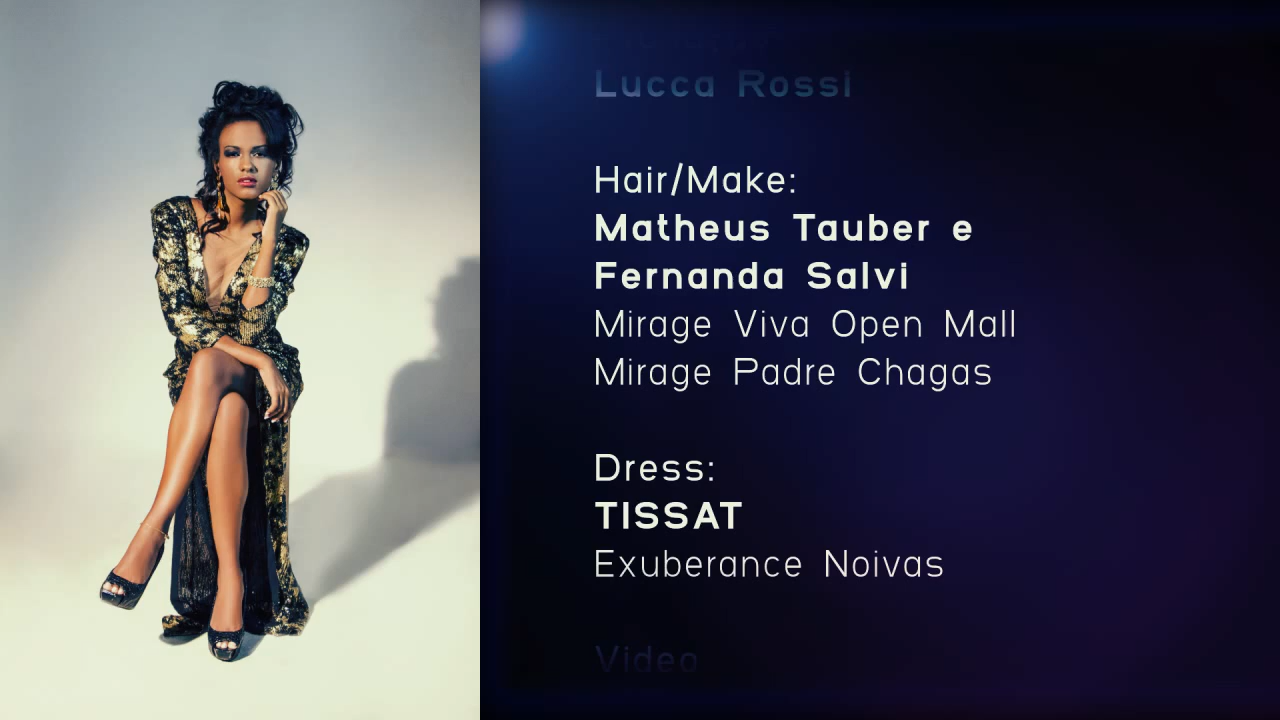 Lucca Rossi
Hair/Make:
Matheus Tauber e
Fernanda Salvi
Mirage Viva Open Mall
Mirage Padre Chagas
Dress:
TISSAT
Exuberance Noivas
Video